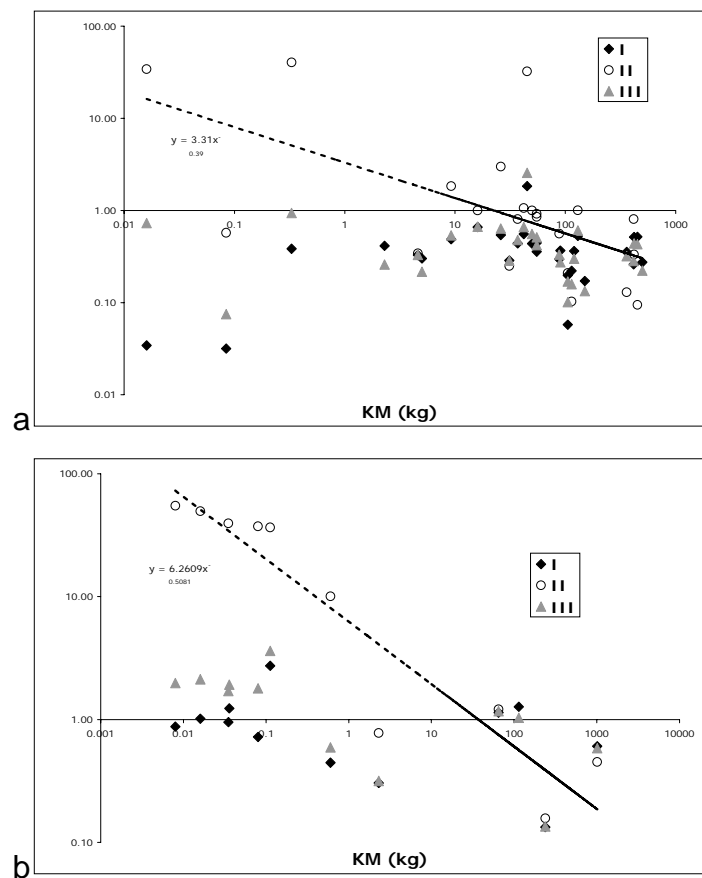 100.00
I
II
III
10.00
y = 3.31x-
0.39
1.00
0.01 0.1 1 10 100 1000
0.10
0.01
KM (kg)
a
100.00
y = 6.2609x-
0.5081
I
II
III
10.00
1.00
0.001 0.01 0.1 1 10 100 1000 10000
0.10
KM (kg)
b